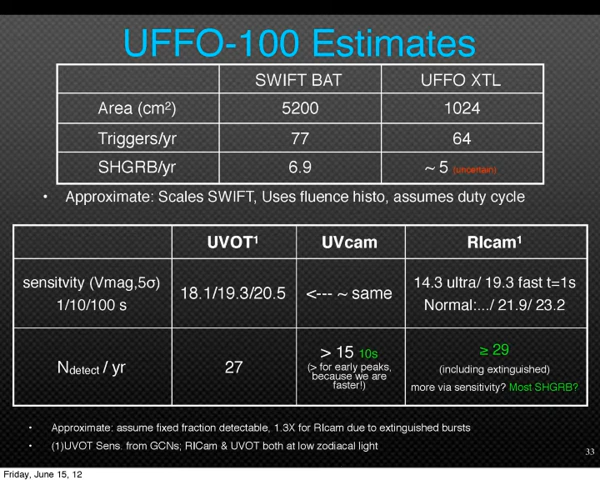 UFFO-100 Estimates
SWIFT BAT UFFO XTL
Area (cm²) 5200 1024
Triggers/yr 77 64
SHGRB/yr 6.9 ~ 5 (uncertain)
• Approximate: Scales SWIFT, Uses fluence histo, assumes duty cycle
UVOT¹ UVcam RIcam¹
sensitvity (Vmag,5σ)
1/10/100 s
18.1/19.3/20.5
<--- ~ same
14.3 ultra/ 19.3 fast t=1s
Normal:.../ 21.9/ 23.2
Ndetect / yr
27
> 15 10s
(> for early peaks,
because we are
faster!)
≥ 29
(including extinguished)
more via sensitivity? Most SHGRB?
• Approximate: assume fixed fraction detectable, 1.3X for RIcam due to extinguished bursts
• (1)UVOT Sens. from GCNs; RICam & UVOT both at low zodiacal light
33
Friday, June 15, 12